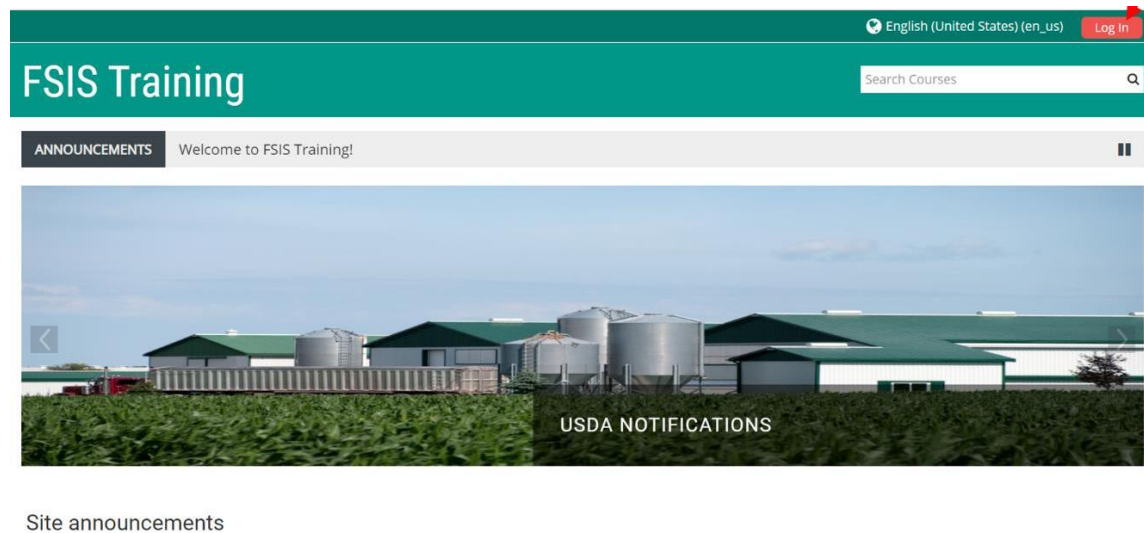 English (United States) (en_us)
Log In
FSIS Training
Search Courses
ANNOUNCEMENTS Welcome to FSIS Training!
USDA NOTIFICATIONS
Site announcements